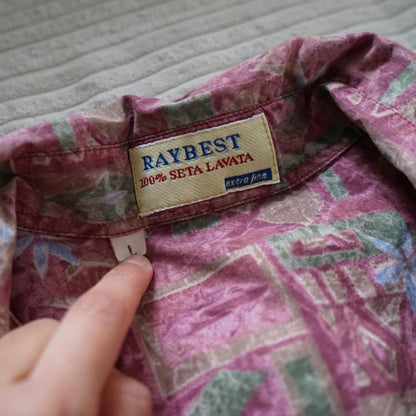 RAYBEST
100% SETA LAVATA
extra fine
L